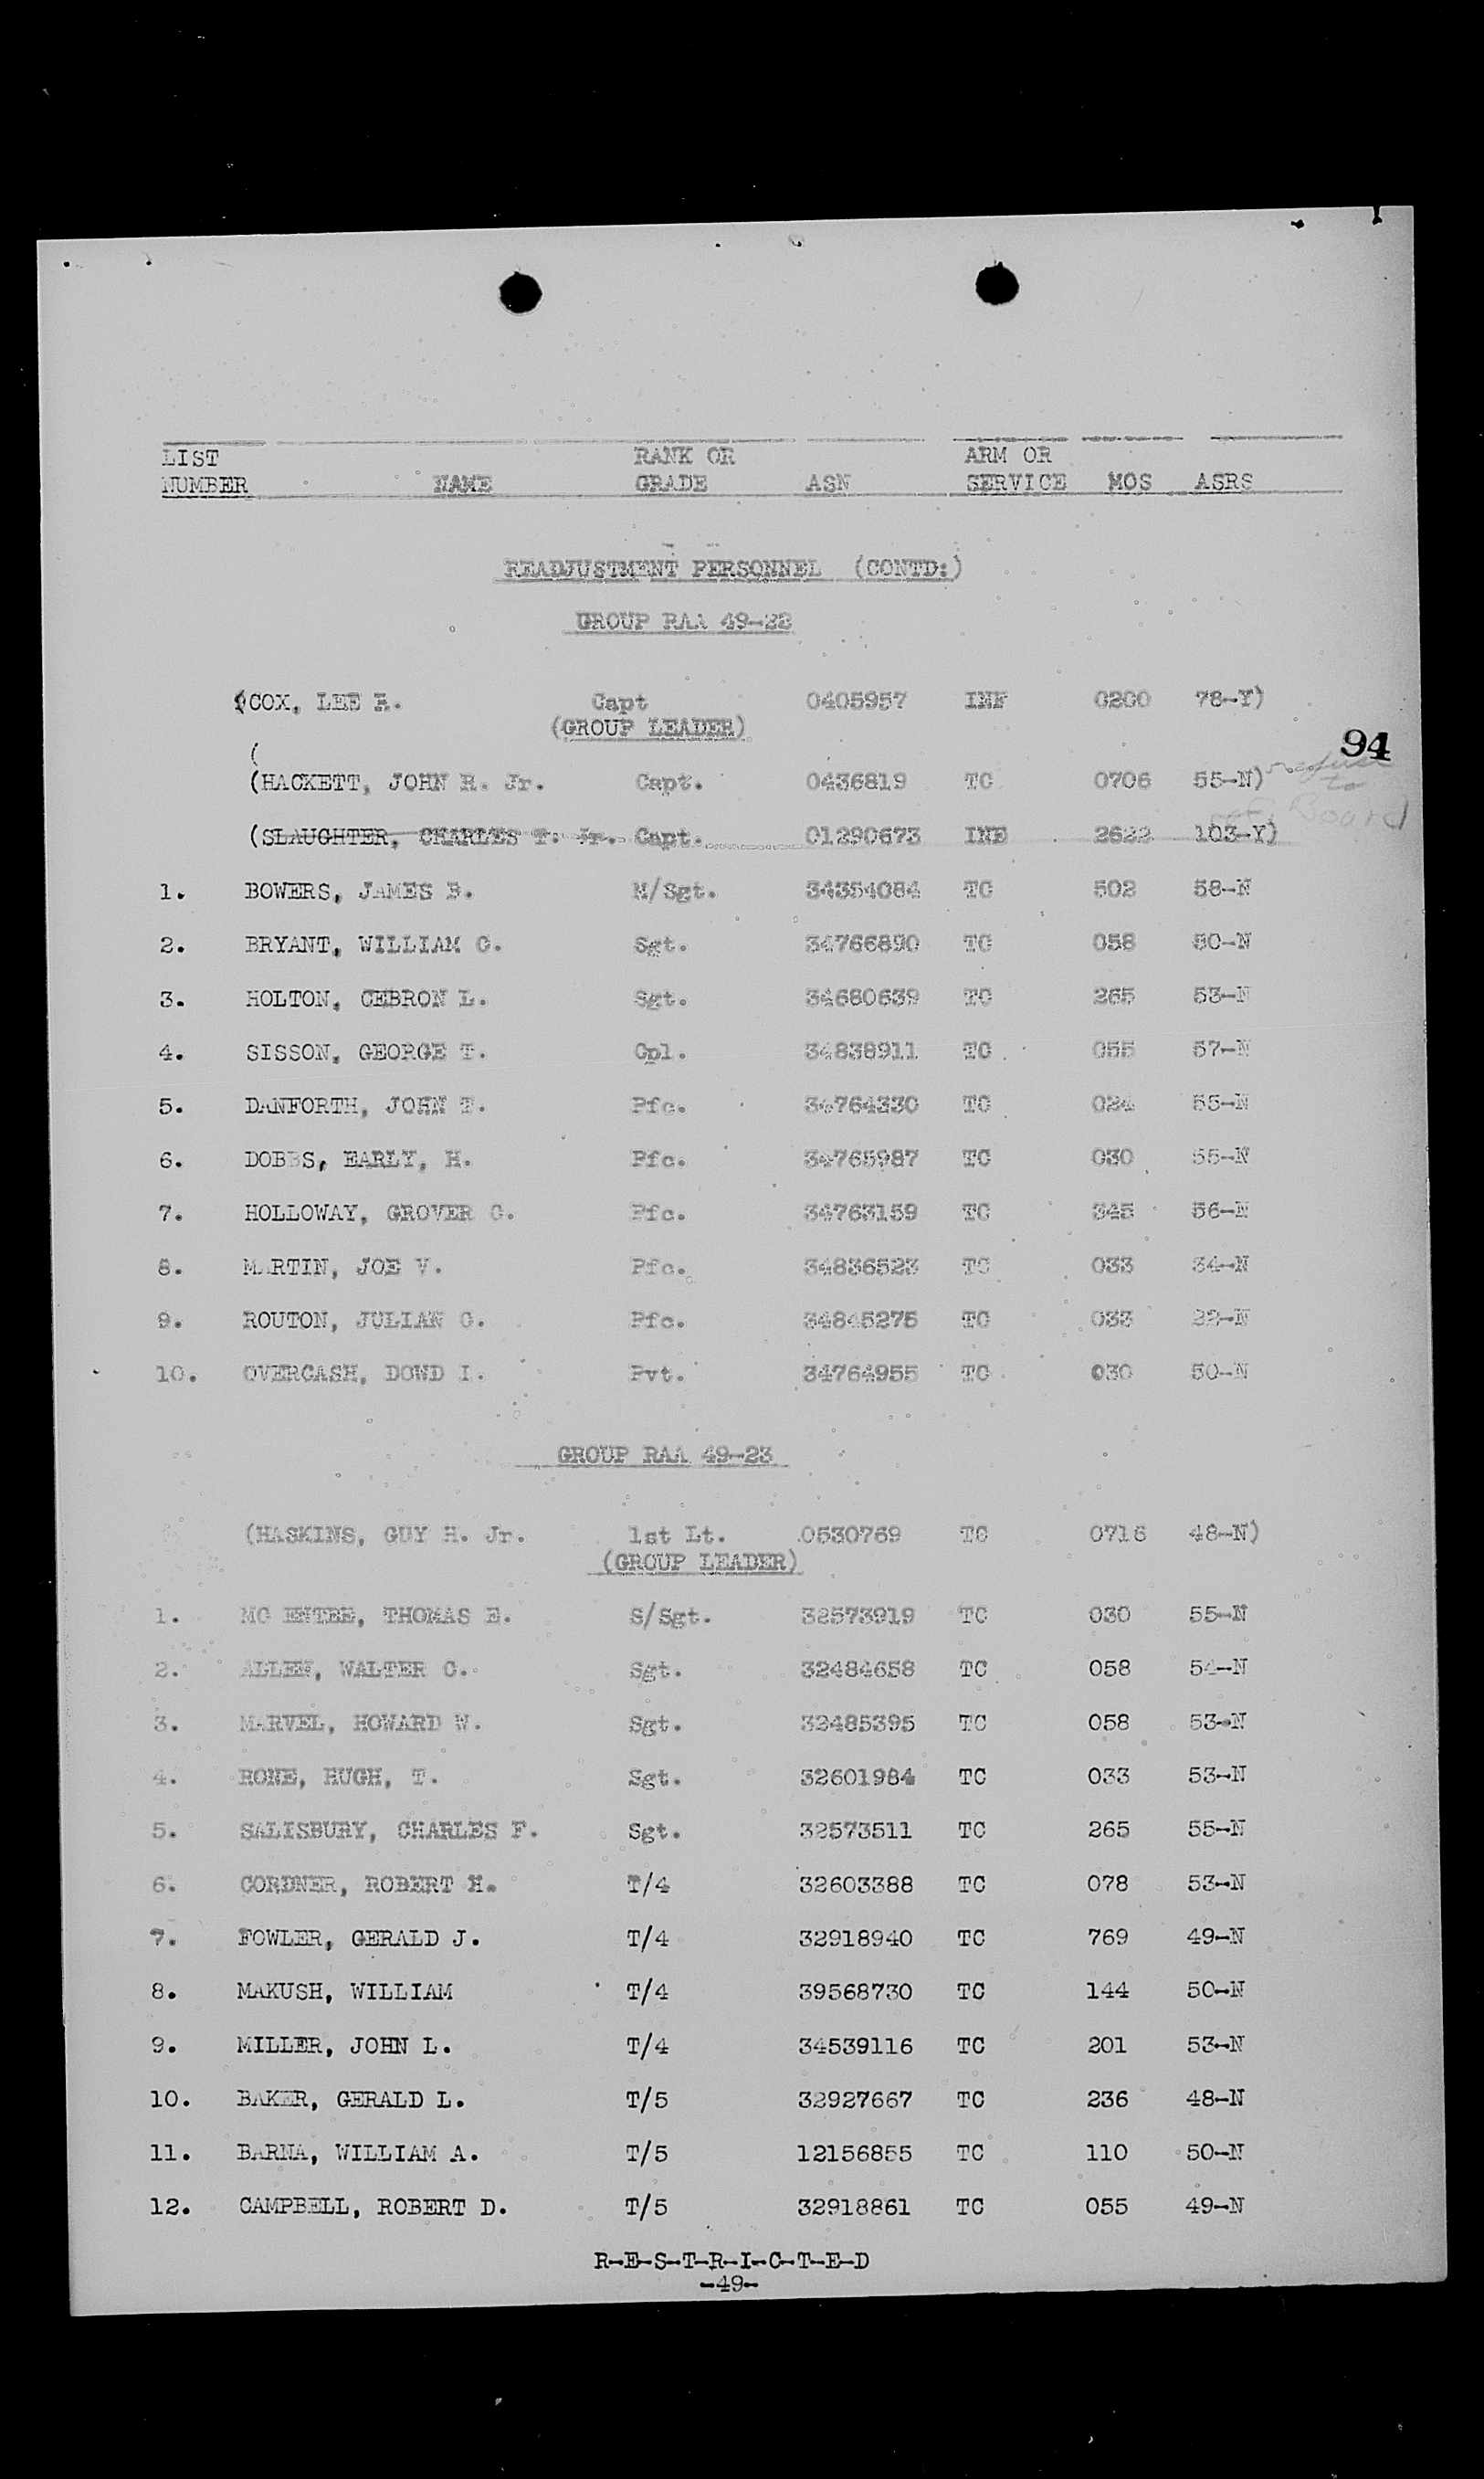 LIST RANK OR ARM OR
NUMBER NAME GRADE ASN SERVICE MOS ASRS
READJUSTMENT PERSONNEL (CONTD:)
GROUP RAA 49-22
(COX, LEE R. Capt 0405957 INF 0200 78-Y)
(GROUP LEADER)
94
(
(HACKETT, JOHN R. Jr. Capt. 0436819 TC 0706 55-N)
to
Board
(SLAUGHTER, CHARLES T. Jr. Capt. 01290673 INF 2622 103-Y)
1. BOWERS, JAMES B. M/Sgt. 34354084 TC 502 58-N
2. BRYANT, WILLIAM C. Sgt. 34766890 TC 058 50-N
3. HOLTON, CEBRON L. Sgt. 34680639 TC 265 53-N
4. SISSON, GEORGE T. Cpl. 34838911 TC 055 57-N
5. DANFORTH, JOHN T. Pfc. 34764330 TC 024 55-N
6. DOBBS, EARLY, H. Pfc. 34765987 TC 030 55-N
7. HOLLOWAY, GROVER C. Pfc. 34763159 TC 345 56-N
8. MARTIN, JOE V. Pfc. 34836523 TC 033 34-N
9. ROUTON, JULIAN C. Pfc. 34845275 TC 033 22-N
10. OVERCASH, DOWD I. Pvt. 34764955 TC 030 50-N
GROUP RAA 49-23
(HASKINS, GUY H. Jr. 1st Lt. 0530769 TC 0716 48-N)
(GROUP LEADER)
1. MC ENTEE, THOMAS E. S/Sgt. 32573919 TC 030 55-N
2. ALLEN, WALTER C. Sgt. 32484658 TC 058 54-N
3. MARVEL, HOWARD W. Sgt. 32485395 TC 058 53-N
4. RONE, HUGH, T. Sgt. 32601984 TC 033 53-N
5. SALISBURY, CHARLES F. Sgt. 32573511 TC 265 55-N
6. CORDNER, ROBERT H. T/4 32603388 TC 078 53-N
7. FOWLER, GERALD J. T/4 32918940 TC 769 49-N
8. MAKUSH, WILLIAM T/4 39568730 TC 144 50-N
9. MILLER, JOHN L. T/4 34539116 TC 201 53-N
10. BAKER, GERALD L. T/5 32927667 TC 236 48-N
11. BARNA, WILLIAM A. T/5 12156855 TC 110 50-N
12. CAMPBELL, ROBERT D. T/5 32918861 TC 055 49-N
R-E-S-T-R-I-C-T-E-D
-49-